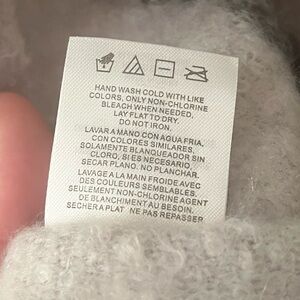 HAND WASH COLD WITH LIKE
COLORS, ONLY NON-CHLORINE
BLEACH WHEN NEEDED,
LAY FLAT TO DRY.
DO NOT IRON.
LAVAR A MANO CON AGUA FRIA.
CON COLORES SIMILARES.
SOLAMENTE BLANQUEADOR SIN
CLORO, SI ES NECESARIO,
SECAR PLANO. NO PLANCHAR.
LAVAGE A LA MAIN FROIDE AVEC
DES COULEURS SEMBLABLES.
SEULEMENT NON-CHLORINE AGENT
DE BLANCHIMENT AU BESOIN.
SECHER A PLAT NE PAS REPASSER